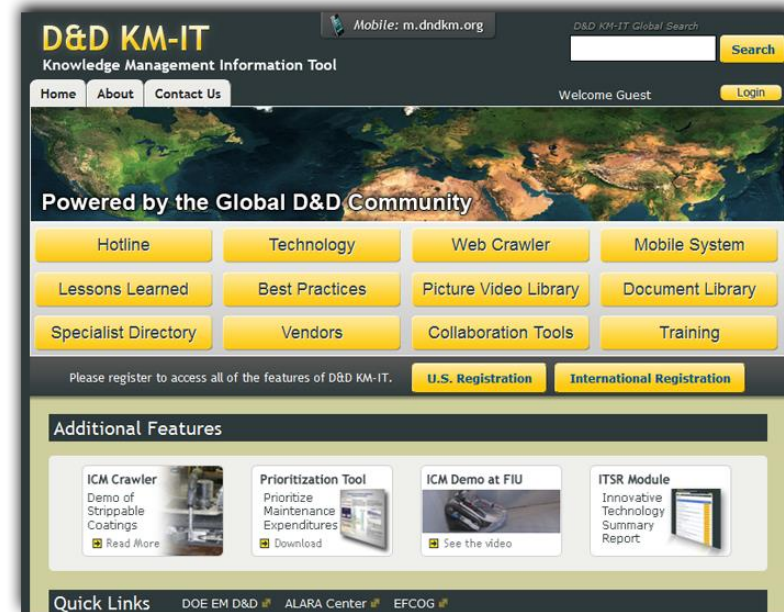 D&D KM-IT
Knowledge Management Information Tool
Mobile: m.dndkm.org
D&D KM-IT Global Search
Search
Home About Contact Us
Welcome Guest
Login
Powered by the Global D&D Community
Hotline Technology Web Crawler Mobile System
Lessons Learned Best Practices Picture Video Library Document Library
Specialist Directory Vendors Collaboration Tools Training
Please register to access all of the features of D&D KM-IT. U.S. Registration International Registration
Additional Features
ICM Crawler
Demo of
Strippable
Coatings
Read More
Prioritization Tool
Prioritize
Maintenance
Expenditures
Download
ICM Demo at FIU
See the video
ITSR Module
Innovative
Technology
Summary
Report
Quick Links DOE EM D&D ALARA Center EFCOG